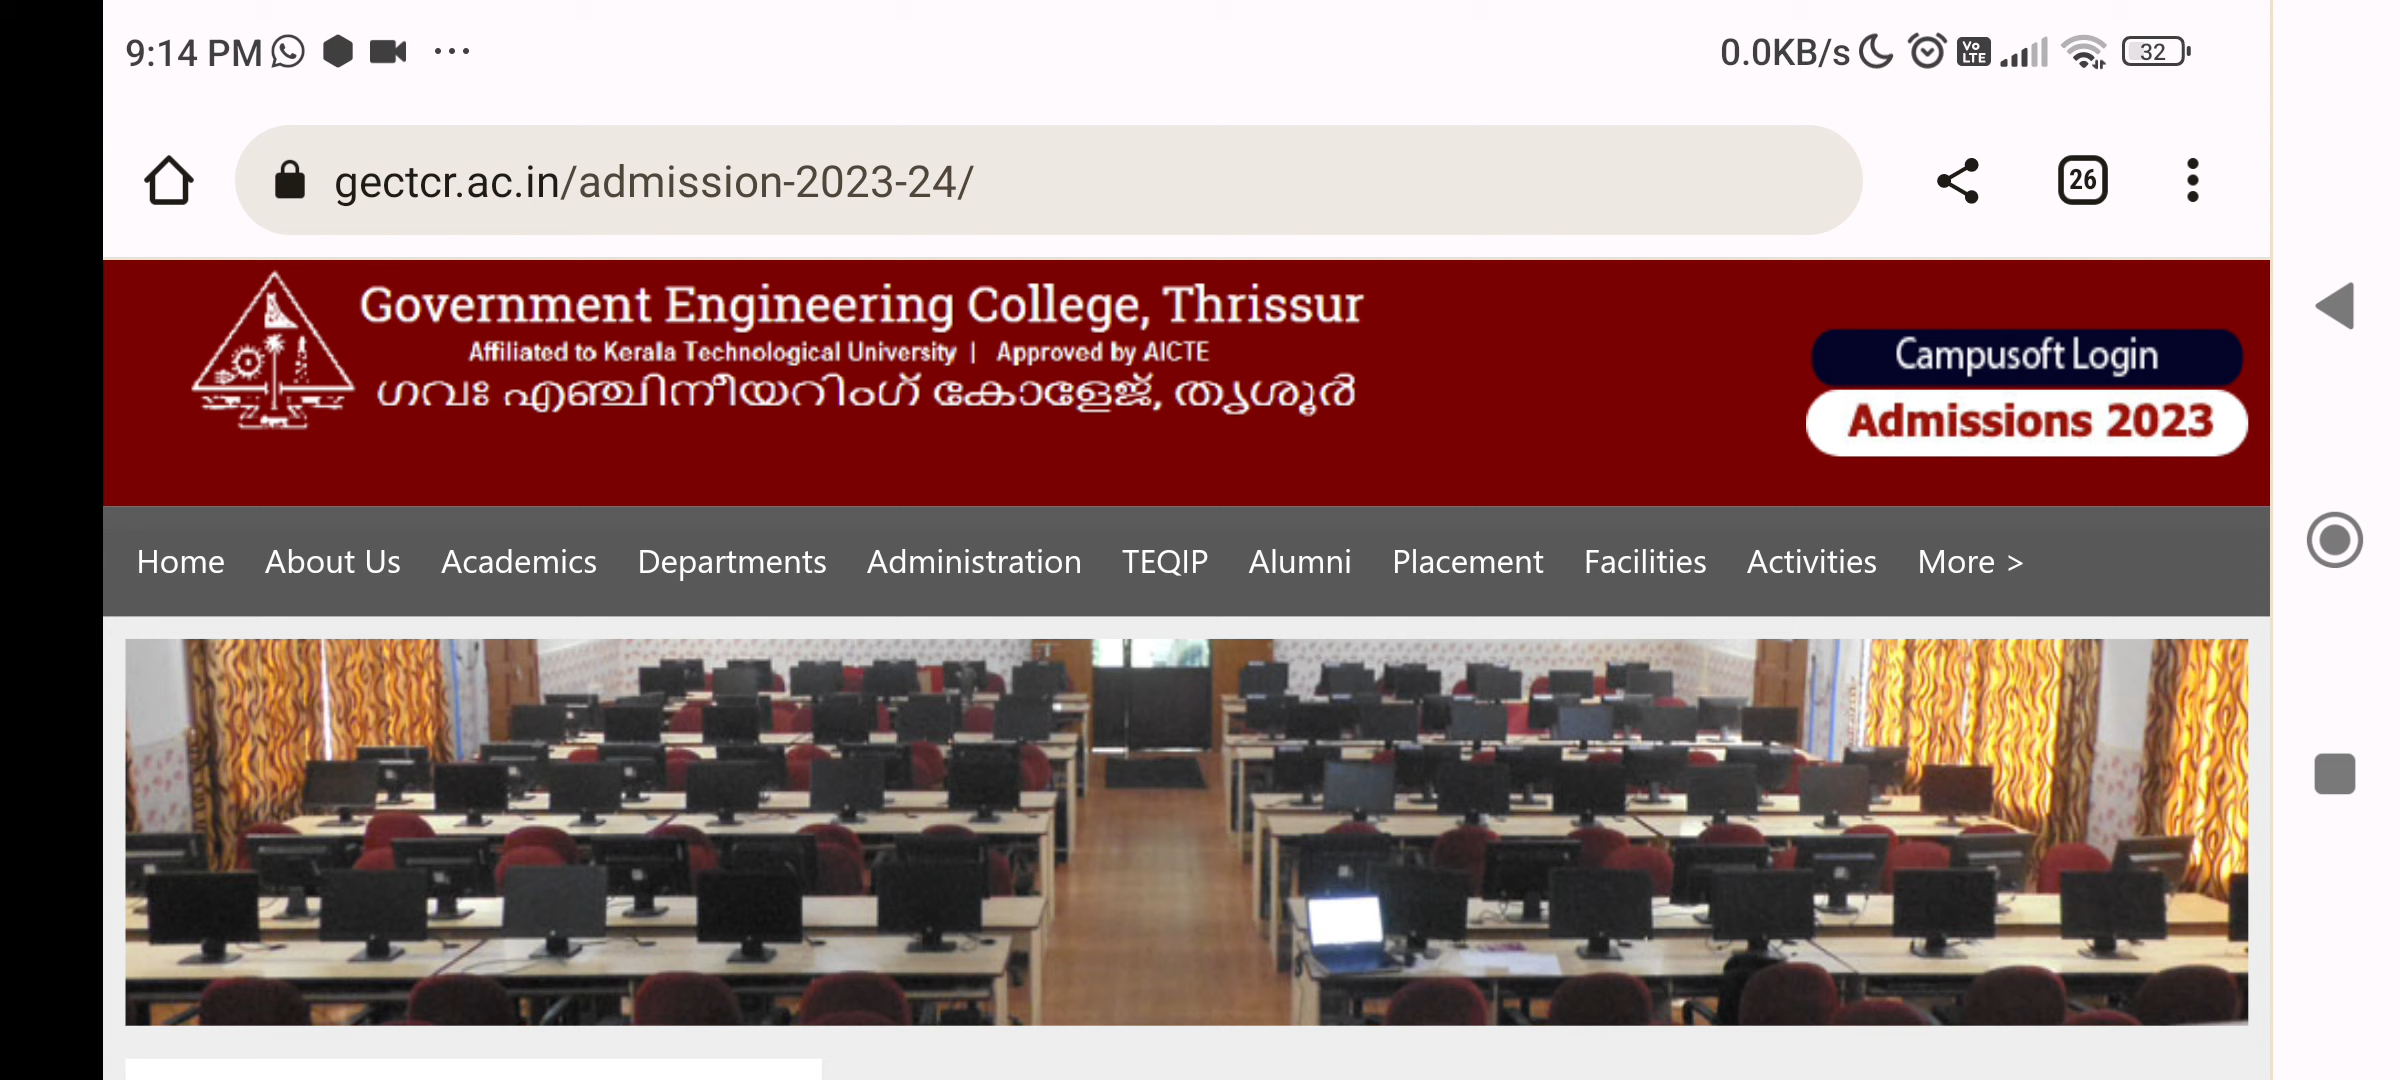 9:14 PM ... 0.0KB/s Vo LTE 32
gectcr.ac.in/admission-2023-24/ 26
Government Engineering College, Thrissur
Affiliated to Kerala Technological University | Approved by AICTE
ഗവഃ എഞ്ചിനീയറിംഗ് കോളേജ്, തൃശൂർ
Campusoft Login
Admissions 2023
Home About Us Academics Departments Administration TEQIP Alumni Placement Facilities Activities More >